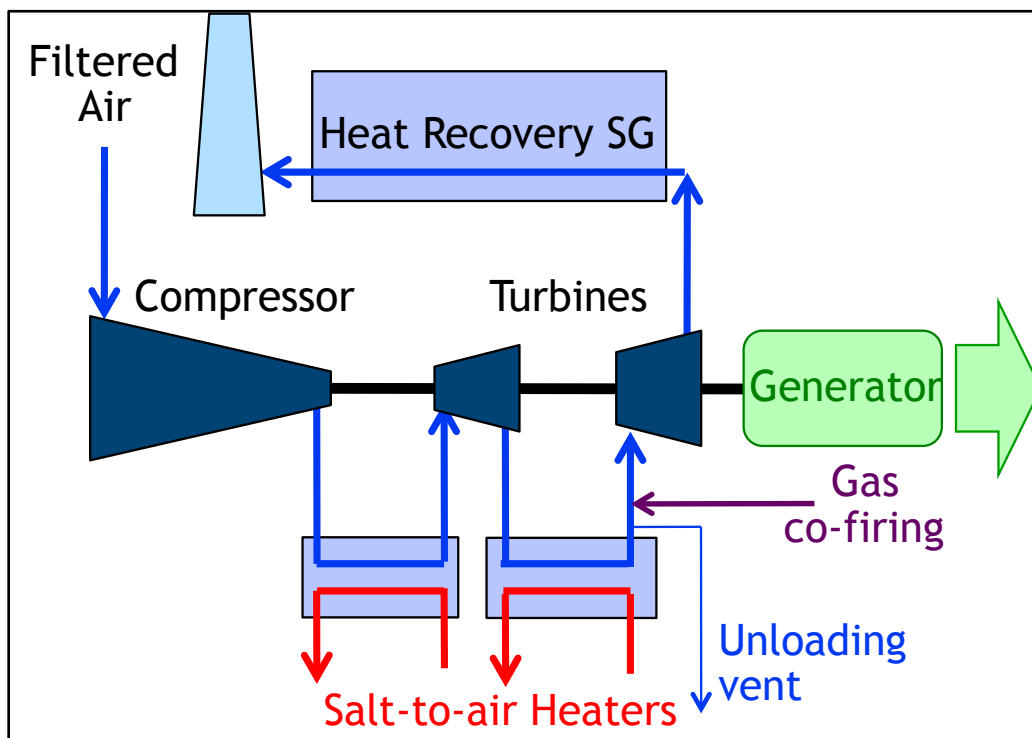 Filtered
Air
Heat Recovery SG
Compressor
Turbines
Generator
Gas
co-firing
Unloading
vent
Salt-to-air Heaters